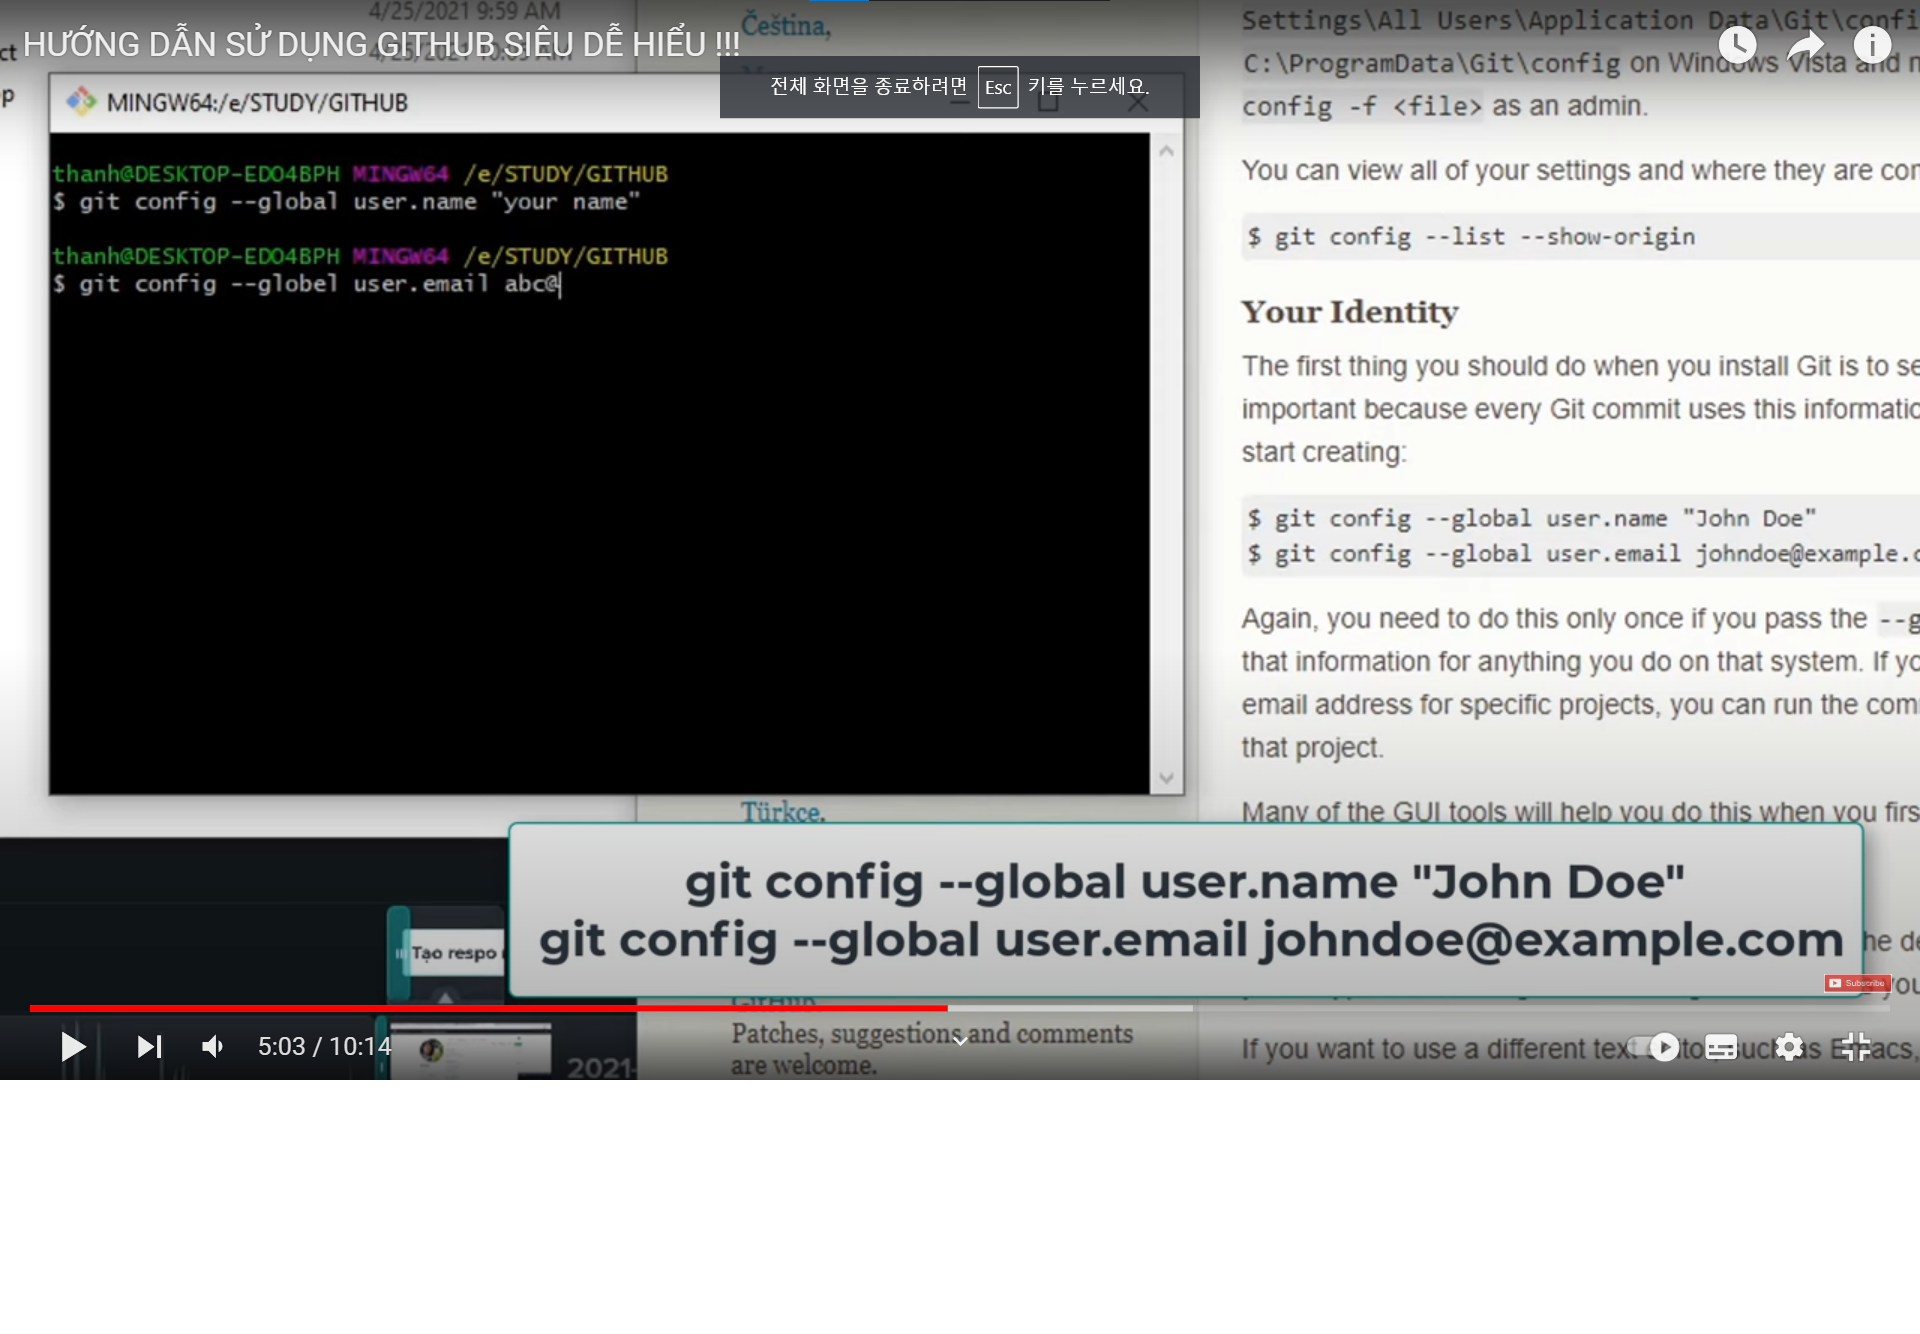 4/25/2021 9:59 AM
HƯỚNG DẪN SỬ DỤNG GITHUB SIÊU DỄ HIỂU !!!
전체 화면을 종료하려면 Esc 키를 누르세요.
MINGW64:/e/STUDY/GITHUB
thanh@DESKTOP-EDO4BPH MINGW64 /e/STUDY/GITHUB
$ git config --global user.name "your name"
thanh@DESKTOP-EDO4BPH MINGW64 /e/STUDY/GITHUB
$ git config --globel user.email abc@
Čeština,
Türkçe,
Patches, suggestions and comments
are welcome.
Settings\All Users\Application Data\Git\confi
C:\ProgramData\Git\config on Windows Vista and n
config -f <file> as an admin.
You can view all of your settings and where they are co
$ git config --list --show-origin
Your Identity
The first thing you should do when you install Git is to se
important because every Git commit uses this informatio
start creating:
$ git config --global user.name "John Doe"
$ git config --global user.email johndoe@example.c
Again, you need to do this only once if you pass the --g
that information for anything you do on that system. If yo
email address for specific projects, you can run the com
that project.
Many of the GUI tools will help you do this when you firs
If you want to use a different text editor, such as Emacs,
git config --global user.name "John Doe"
git config --global user.email johndoe@example.com
Subscribe
Tạo respo
5:03 / 10:14
2021-